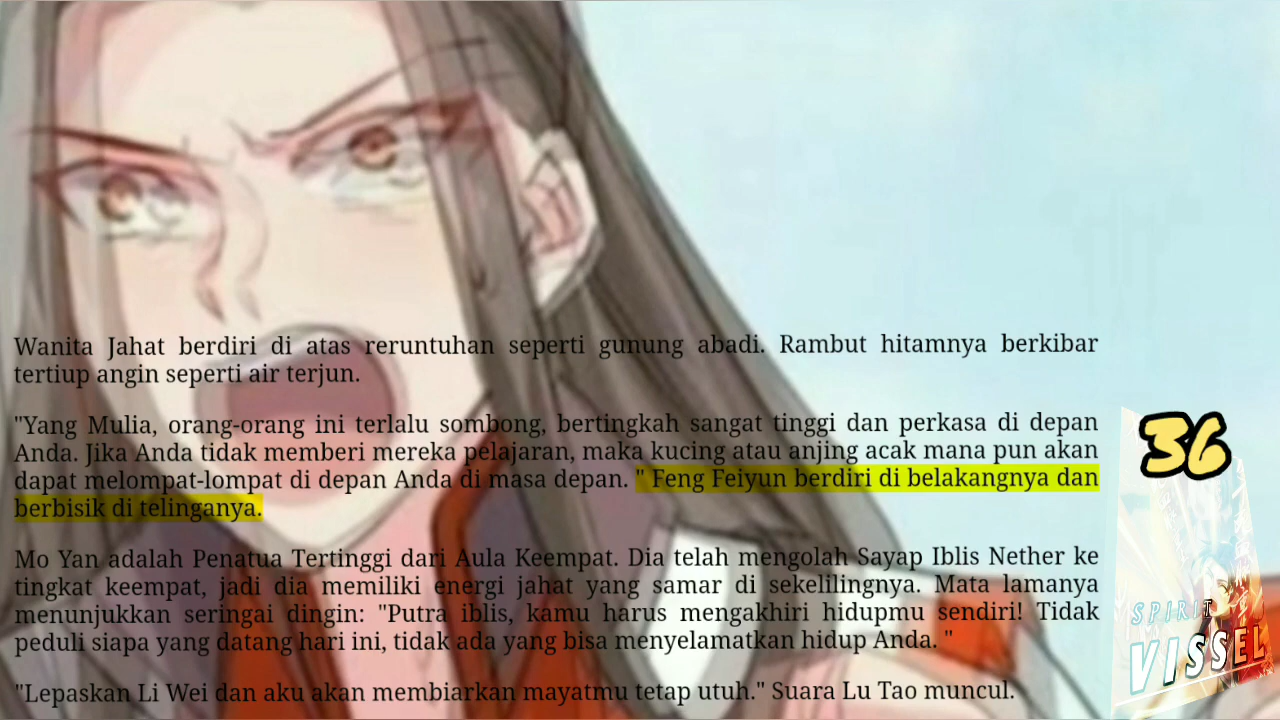 Wanita Jahat berdiri di atas reruntuhan seperti gunung abadi. Rambut hitamnya berkibar
tertiup angin seperti air terjun.
"Yang Mulia, orang-orang ini terlalu sombong, bertingkah sangat tinggi dan perkasa di depan
Anda. Jika Anda tidak memberi mereka pelajaran, maka kucing atau anjing acak mana pun akan
dapat melompat-lompat di depan Anda di masa depan. " Feng Feiyun berdiri di belakangnya dan
berbisik di telinganya.
Mo Yan adalah Penatua Tertinggi dari Aula Keempat. Dia telah mengolah Sayap Iblis Nether ke
tingkat keempat, jadi dia memiliki energi jahat yang samar di sekelilingnya. Mata lamanya
menunjukkan seringai dingin: "Putra iblis, kamu harus mengakhiri hidupmu sendiri! Tidak
peduli siapa yang datang hari ini, tidak ada yang bisa menyelamatkan hidup Anda. "
"Lepaskan Li Wei dan aku akan membiarkan mayatmu tetap utuh." Suara Lu Tao muncul.
36
SPIRIT
VISSEL